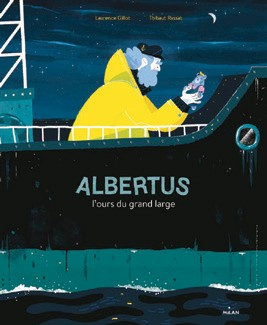 Laurence Gillot Thibaut Rassat
ALBERTUS
l'ours du grand large
MILAN